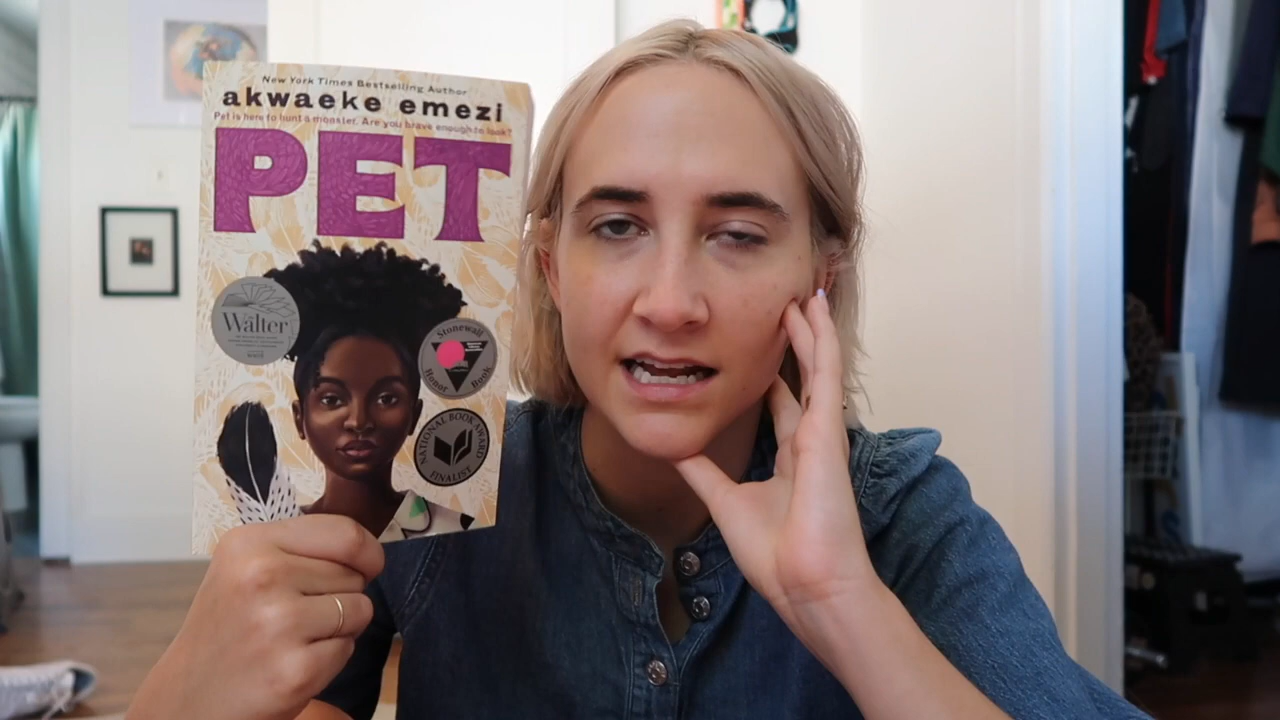 New York Times Bestselling Author
akwaeke emezi
Pet is here to hunt a monster. Are you brave enough to look?
PET
Walter
Stonewall
Honor Book
NATIONAL BOOK AWARD
FINALIST